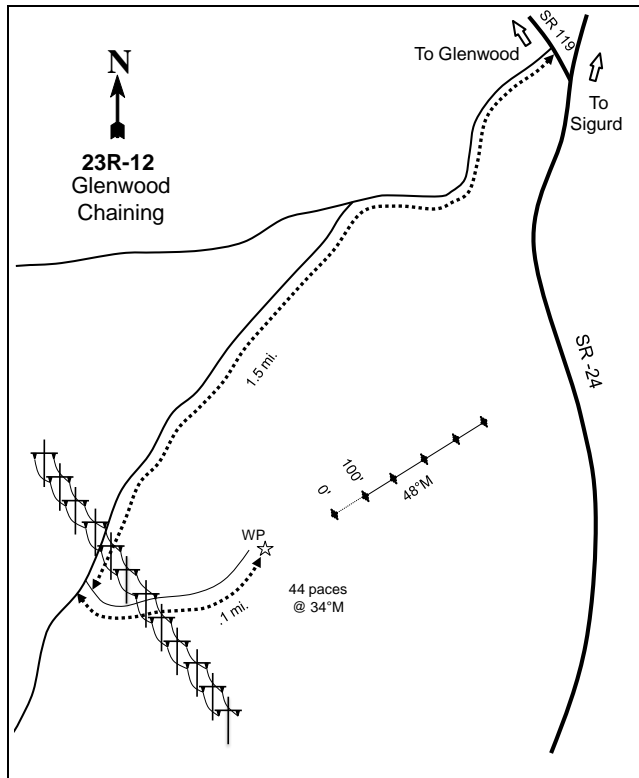 SR 119
To Glenwood
To
Sigurd
N
23R-12
Glenwood
Chaining
SR -24
1.5 mi.
100'
0'
48°M
WP
44 paces
@ 34°M
.1 mi.